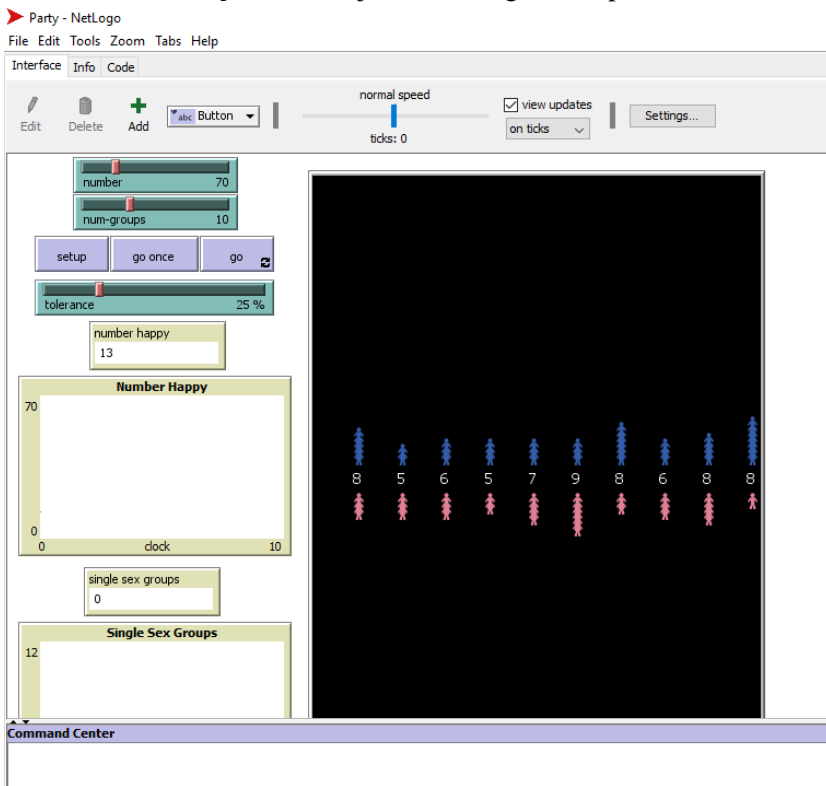 Party - NetLogo
File Edit Tools Zoom Tabs Help
Interface Info Code
Edit Delete Add abc Button normal speed ticks: 0 view updates on ticks Settings...
number 70
num-groups 10
setup go once go
tolerance 25 %
number happy
13
Number Happy
70
0
0 clock 10
8 5 6 5 7 9 8 6 8 8
single sex groups
0
Single Sex Groups
12
Command Center